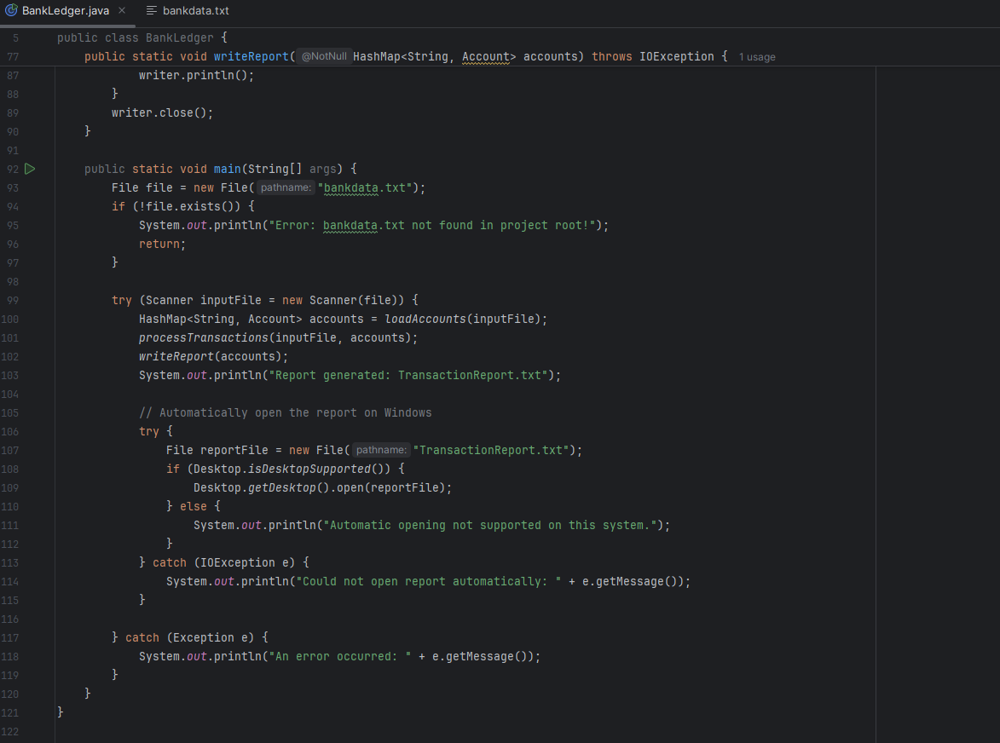 BankLedger.java × bankdata.txt
5 public class BankLedger {
77 public static void writeReport( @NotNull HashMap<String, Account> accounts) throws IOException { 1 usage
87 writer.println();
88 }
89 writer.close();
90 }
91
92 public static void main(String[] args) {
93 File file = new File( pathname: "bankdata.txt");
94 if (!file.exists()) {
95 System.out.println("Error: bankdata.txt not found in project root!");
96 return;
97 }
98
99 try (Scanner inputFile = new Scanner(file)) {
100 HashMap<String, Account> accounts = loadAccounts(inputFile);
101 processTransactions(inputFile, accounts);
102 writeReport(accounts);
103 System.out.println("Report generated: TransactionReport.txt");
104
105 // Automatically open the report on Windows
106 try {
107 File reportFile = new File( pathname: "TransactionReport.txt");
108 if (Desktop.isDesktopSupported()) {
109 Desktop.getDesktop().open(reportFile);
110 } else {
111 System.out.println("Automatic opening not supported on this system.");
112 }
113 } catch (IOException e) {
114 System.out.println("Could not open report automatically: " + e.getMessage());
115 }
116
117 } catch (Exception e) {
118 System.out.println("An error occurred: " + e.getMessage());
119 }
120 }
121 }
122